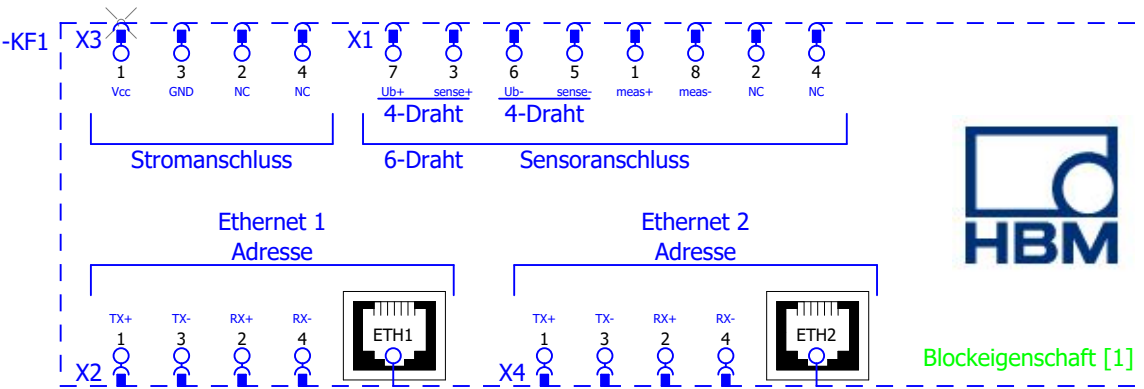 -KF1 X3 X1
1 3 2 4 7 3 6 5 1 8 2 4
Vcc GND NC NC Ub+ sense+ Ub- sense- meas+ meas- NC NC
4-Draht 4-Draht
Stromanschluss 6-Draht Sensoranschluss
HBM
Ethernet 1 Ethernet 2
Adresse Adresse
TX+ TX- RX+ RX- TX+ TX- RX+ RX-
1 3 2 4 ETH1 1 3 2 4 ETH2
X2 X4 Blockeigenschaft [1]